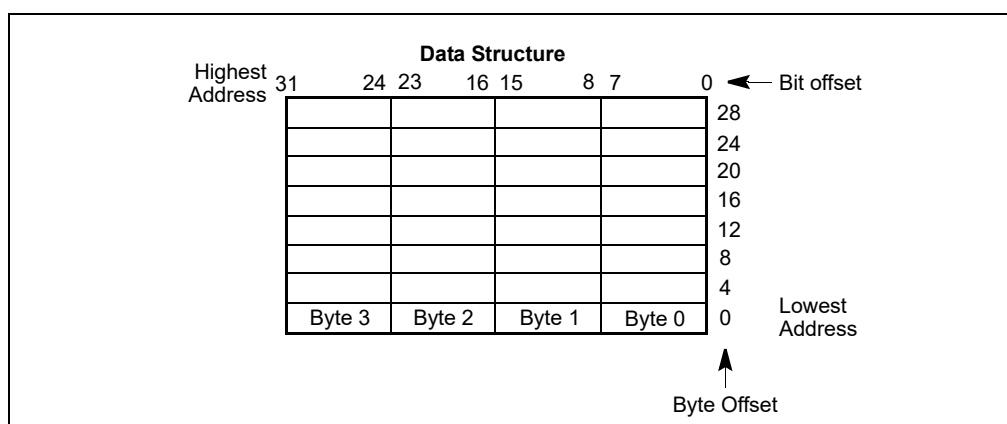 Data Structure
Highest
Address
31 24 23 16 15 8 7 0 Bit offset
28
24
20
16
12
8
4
Byte 3 Byte 2 Byte 1 Byte 0 0
Lowest
Address
Byte Offset